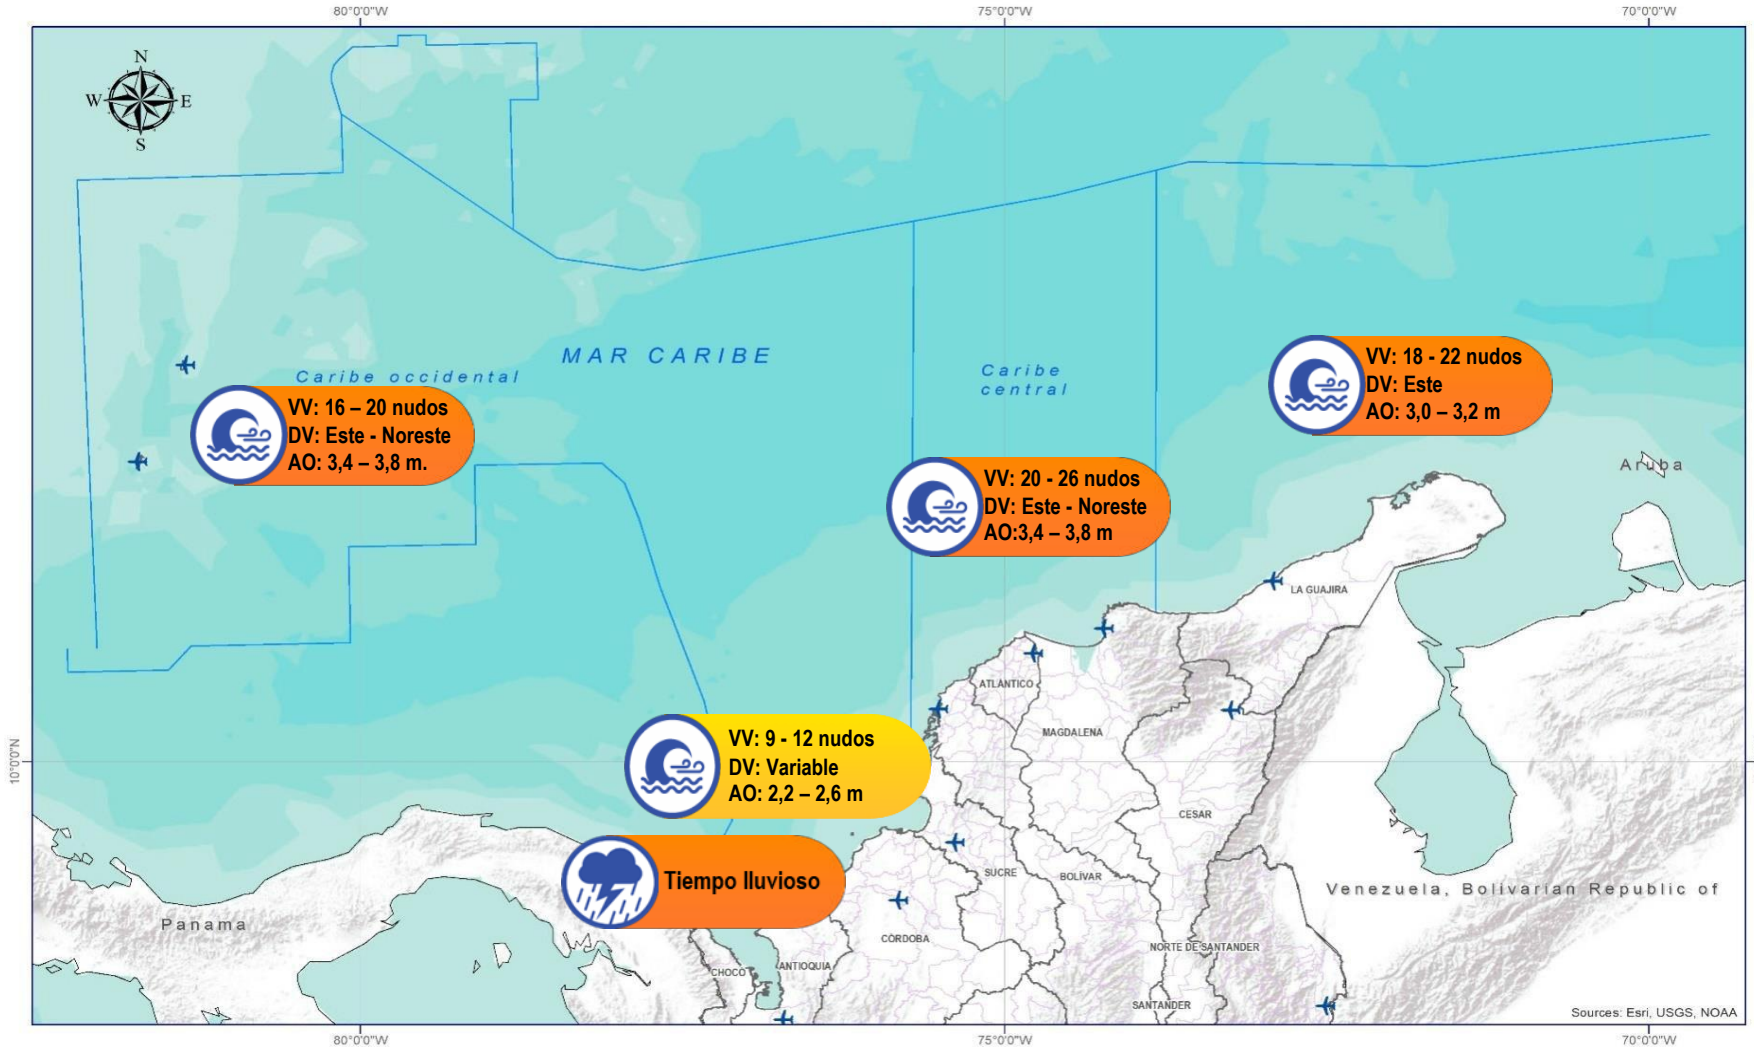 80°0'0"W
75°0'0"W
70°0'0"W
N
W
E
S
MAR CARIBE
Caribe occidental
Caribe
central
VV: 18 - 22 nudos
DV: Este
AO: 3,0 – 3,2 m
VV: 16 – 20 nudos
DV: Este - Noreste
AO: 3,4 – 3,8 m.
VV: 20 - 26 nudos
DV: Este - Noreste
AO:3,4 – 3,8 m
Aruba
LA GUAJIRA
ATLÁNTICO
MAGDALENA
10°0'0"N
VV: 9 - 12 nudos
DV: Variable
AO: 2,2 – 2,6 m
CESAR
Tiempo lluvioso
SUCRE
BOLÍVAR
Venezuela, Bolivarian Republic of
Panama
CÓRDOBA
NORTE DE SANTANDER
CHOCÓ
ANTIOQUIA
SANTANDER
Sources: Esri, USGS, NOAA
80°0'0"W
75°0'0"W
70°0'0"W